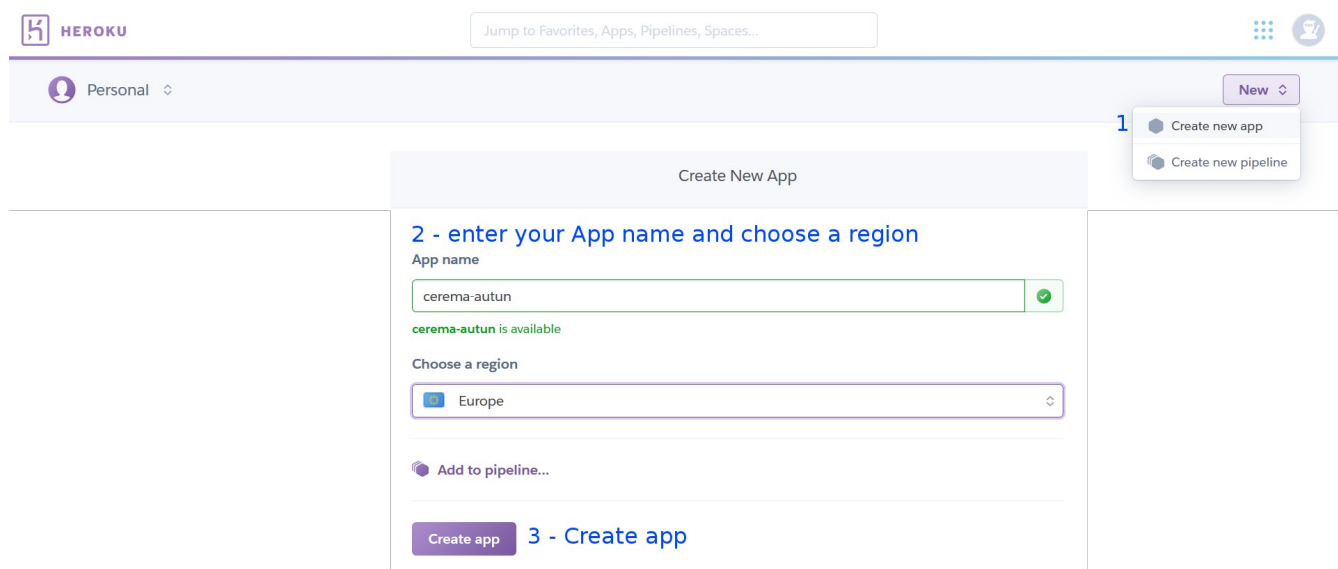 HEROKU
Jump to Favorites, Apps, Pipelines, Spaces...
Personal
New
1
Create new app
Create new pipeline
Create New App
2 - enter your App name and choose a region
App name
cerema-autun
cerema-autun is available
Choose a region
Europe
Add to pipeline...
Create app
3 - Create app